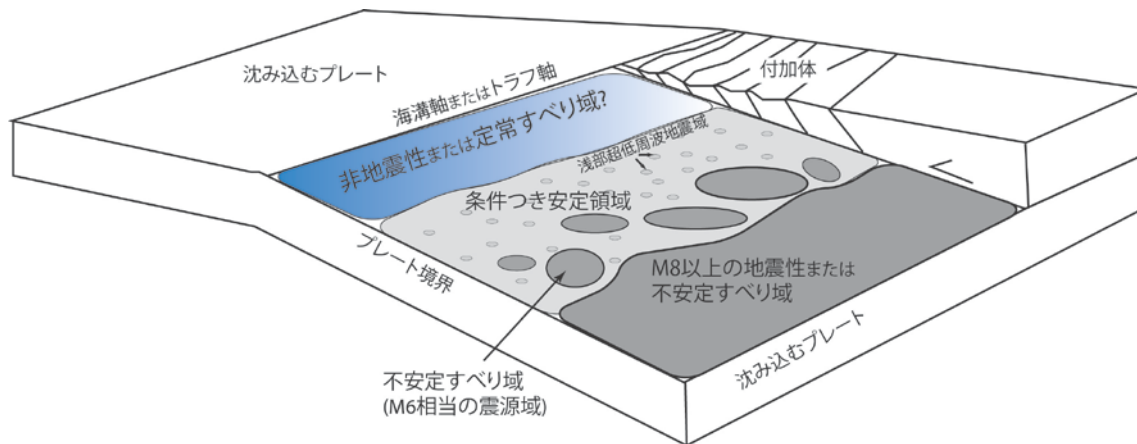 沈み込むプレート
付加体
海溝軸またはトラフ軸
非地震性または定常すべり域?
浅部超低周波地震域
条件つき安定領域
プレート境界
M8以上の地震性または
不安定すべり域
沈み込むプレート
不安定すべり域
(M6相当の震源域)